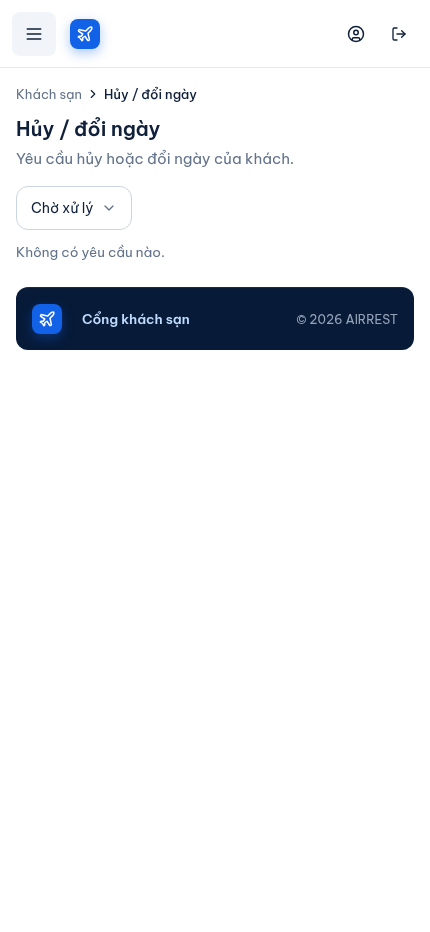 Khách sạn > Hủy / đổi ngày
Hủy / đổi ngày
Yêu cầu hủy hoặc đổi ngày của khách.
Chờ xử lý
Không có yêu cầu nào.
Cổng khách sạn © 2026 AIRREST